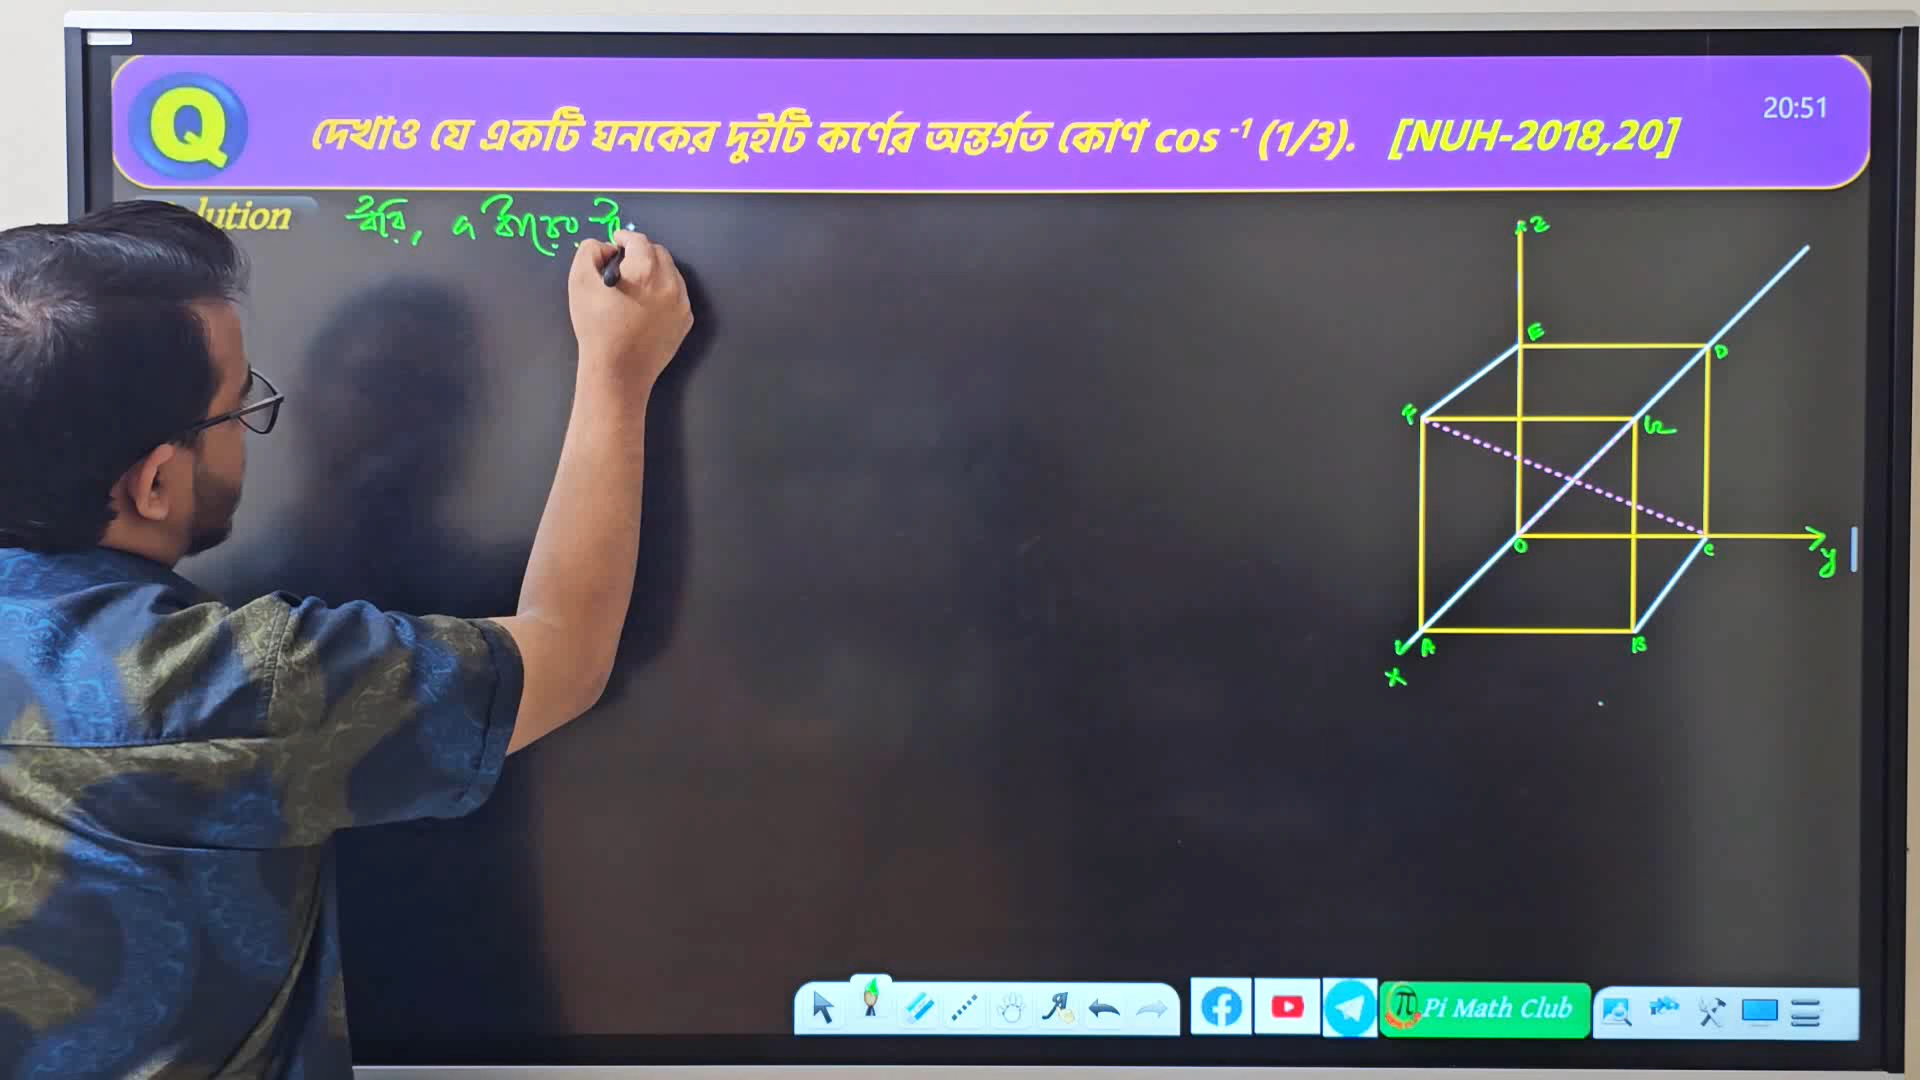 20:51
Q
দেখাও যে একটি ঘনকের দুইটি কর্ণের অন্তর্গত কোণ cos ⁻¹ (1/3). [NUH-2018,20]
lution ধরি, a বাহুর
z
E
D
F
O
C
y
A
B
X
Pi Math Club